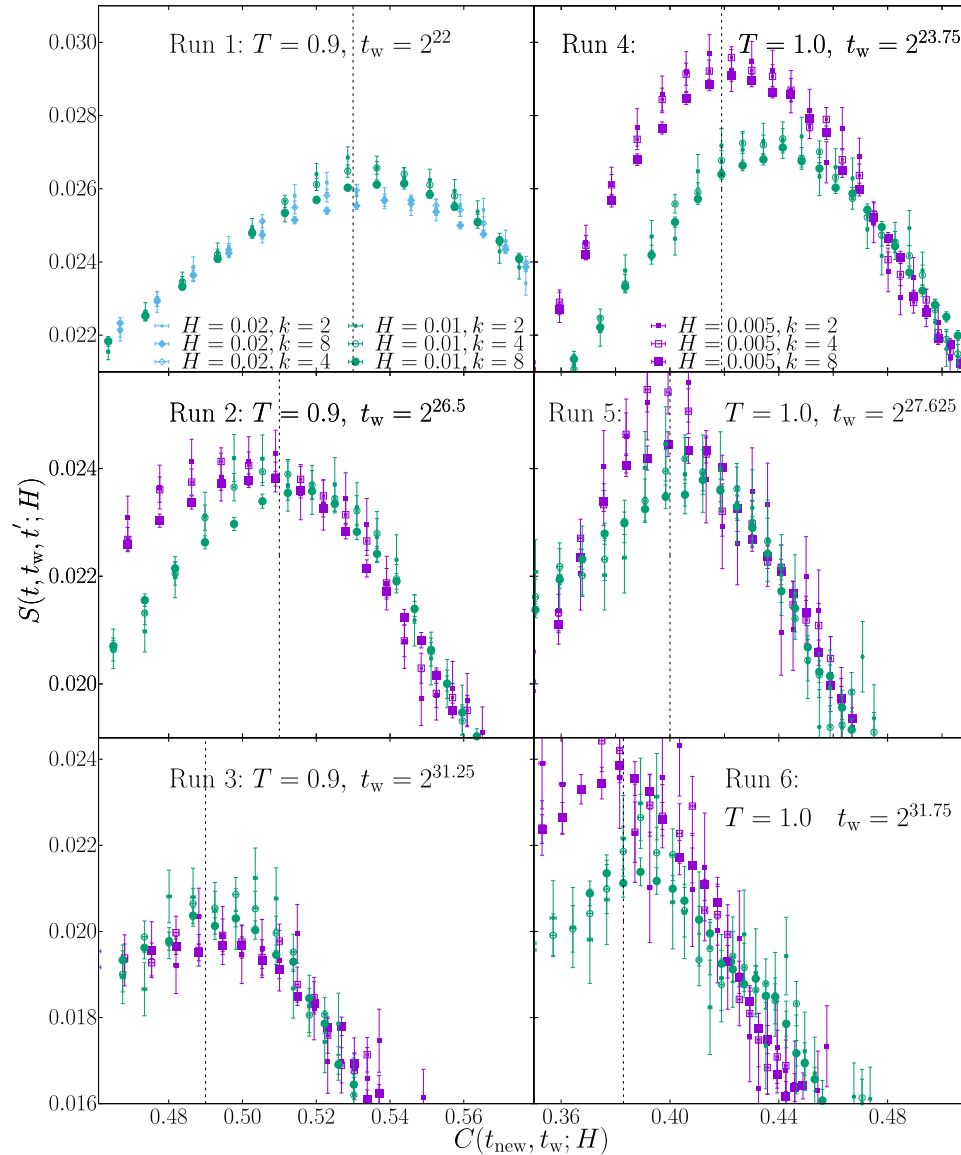 Run 1: T = 0.9, t_w = 2^22
Run 4: T = 1.0, t_w = 2^23.75
0.030
0.028
0.026
0.024
0.022
H = 0.02, k = 2
H = 0.02, k = 8
H = 0.02, k = 4
H = 0.01, k = 2
H = 0.01, k = 4
H = 0.01, k = 8
H = 0.005, k = 2
H = 0.005, k = 4
H = 0.005, k = 8
Run 2: T = 0.9, t_w = 2^26.5
Run 5: T = 1.0, t_w = 2^27.625
0.024
0.022
0.020
S(t, t_w, t′; H)
Run 3: T = 0.9, t_w = 2^31.25
Run 6:
T = 1.0 t_w = 2^31.75
0.024
0.022
0.020
0.018
0.016
0.48 0.50 0.52 0.54 0.56 0.36 0.40 0.44 0.48
C(t_new, t_w; H)